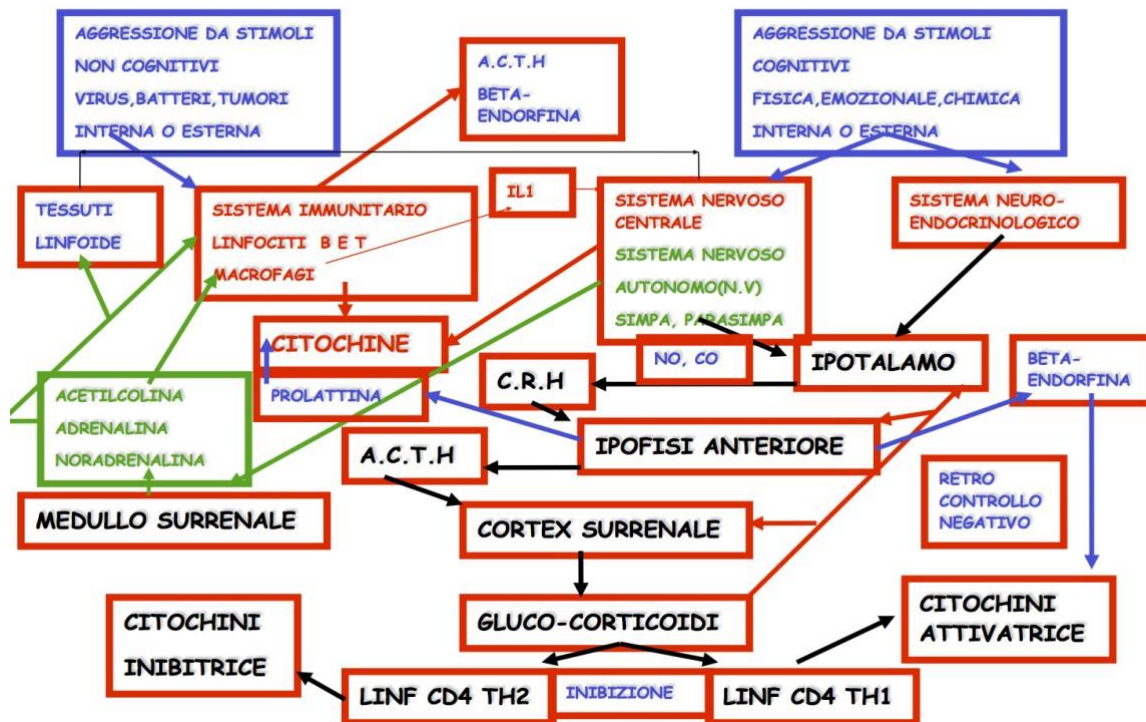 AGGRESSIONE DA STIMOLI
NON COGNITIVI
VIRUS,BATTERI,TUMORI
INTERNA O ESTERNA
A.C.T.H
BETA-
ENDORFINA
AGGRESSIONE DA STIMOLI
COGNITIVI
FISICA,EMOZIONALE,CHIMICA
INTERNA O ESTERNA
TESSUTI
LINFOIDE
SISTEMA IMMUNITARIO
LINFOCITI B E T
MACROFAGI
IL1
SISTEMA NERVOSO
CENTRALE
SISTEMA NERVOSO
AUTONOMO(N.V)
SIMPA, PARASIMPA
SISTEMA NEURO-
ENDOCRINOLOGICO
CITOCHINE
PROLATTINA
NO, CO
C.R.H
IPOTALAMO
BETA-
ENDORFINA
ACETILCOLINA
ADRENALINA
NORADRENALINA
A.C.T.H
IPOFISI ANTERIORE
RETRO
CONTROLLO
NEGATIVO
MEDULLO SURRENALE
CORTEX SURRENALE
CITOCHINI
INIBITRICE
GLUCO-CORTICOIDI
CITOCHINI
ATTIVATRICE
LINF CD4 TH2
INIBIZIONE
LINF CD4 TH1